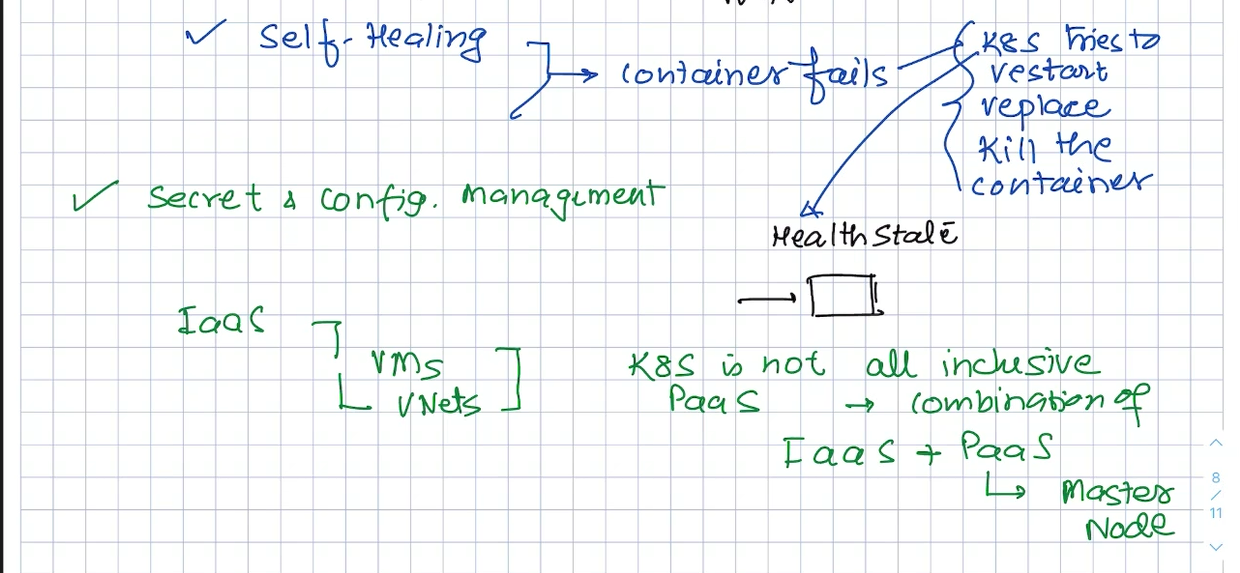 ✓ Self-Healing
→ container fails
K8S Tries to
restart
replace
Kill the
container
✓ Secret & config. management
Health State
IaaS
VMs
VNets
K8S is not all inclusive
PaaS → combination of
IaaS + PaaS
Master
Node
8
/
11